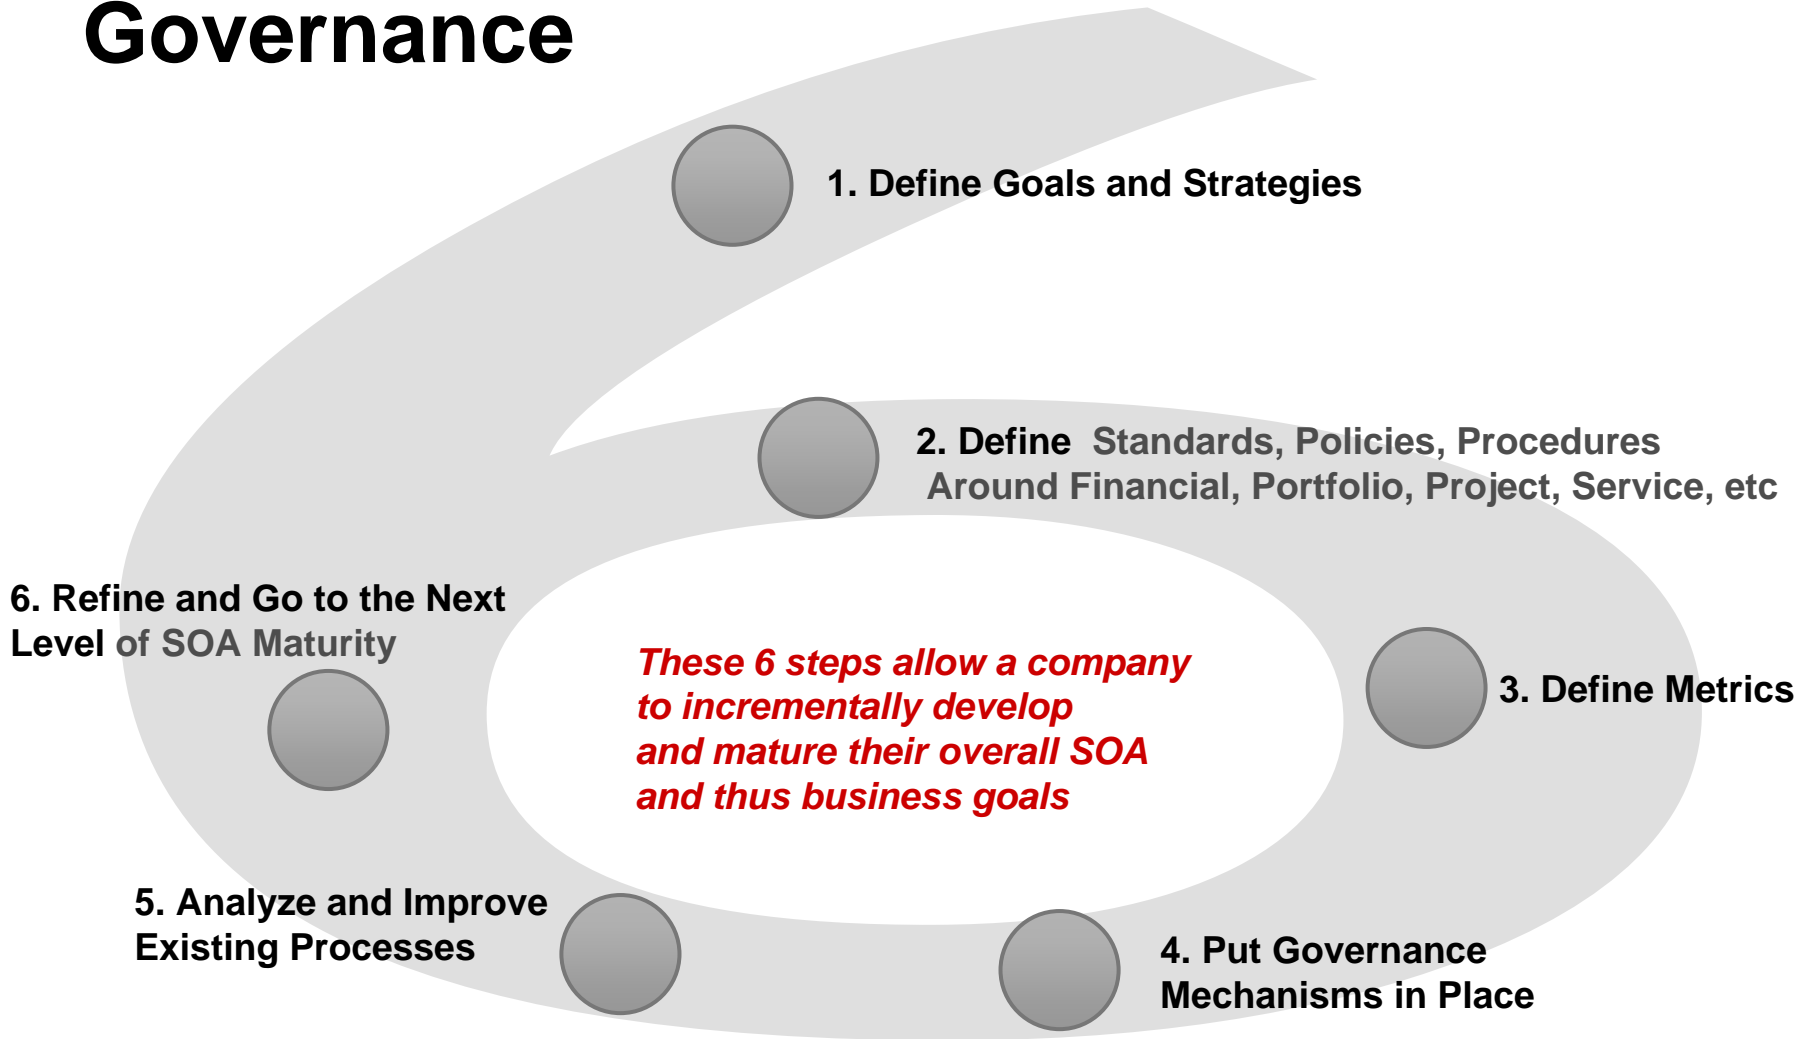 Governance
1. Define Goals and Strategies
2. Define Standards, Policies, Procedures
Around Financial, Portfolio, Project, Service, etc
3. Define Metrics
4. Put Governance
Mechanisms in Place
5. Analyze and Improve
Existing Processes
6. Refine and Go to the Next
Level of SOA Maturity
These 6 steps allow a company
to incrementally develop
and mature their overall SOA
and thus business goals